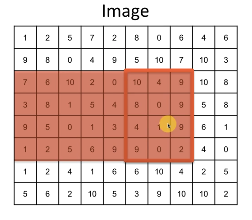 Image
1 2 5 7 2 8 0 6 4 6
9 8 0 4 9 5 10 7 10 3
7 6 10 2 0 10 4 9 10 8
3 8 1 5 4 8 0 9 5 8
9 5 0 1 3 4 9 6 1
1 2 5 6 9 9 0 2 4 0
1 2 4 1 6 6 10 4 2 5
5 6 2 10 5 3 9 10 10 2